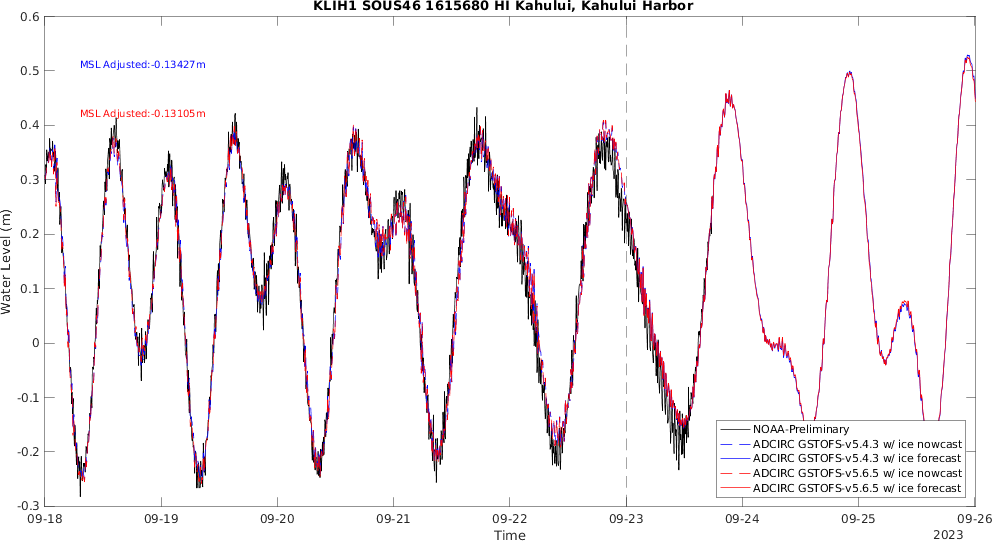 KLIH1 SOUS46 1615680 HI Kahului, Kahului Harbor
0.6
0.5
0.4
0.3
0.2
0.1
0
-0.1
-0.2
-0.3
Water Level (m)
MSL Adjusted:-0.13427m
MSL Adjusted:-0.13105m
NOAA-Preliminary
ADCIRC GSTOFS-v5.4.3 w/ ice nowcast
ADCIRC GSTOFS-v5.4.3 w/ ice forecast
ADCIRC GSTOFS-v5.6.5 w/ ice nowcast
ADCIRC GSTOFS-v5.6.5 w/ ice forecast
09-18 09-19 09-20 09-21 09-22 09-23 09-24 09-25 09-26
Time
2023